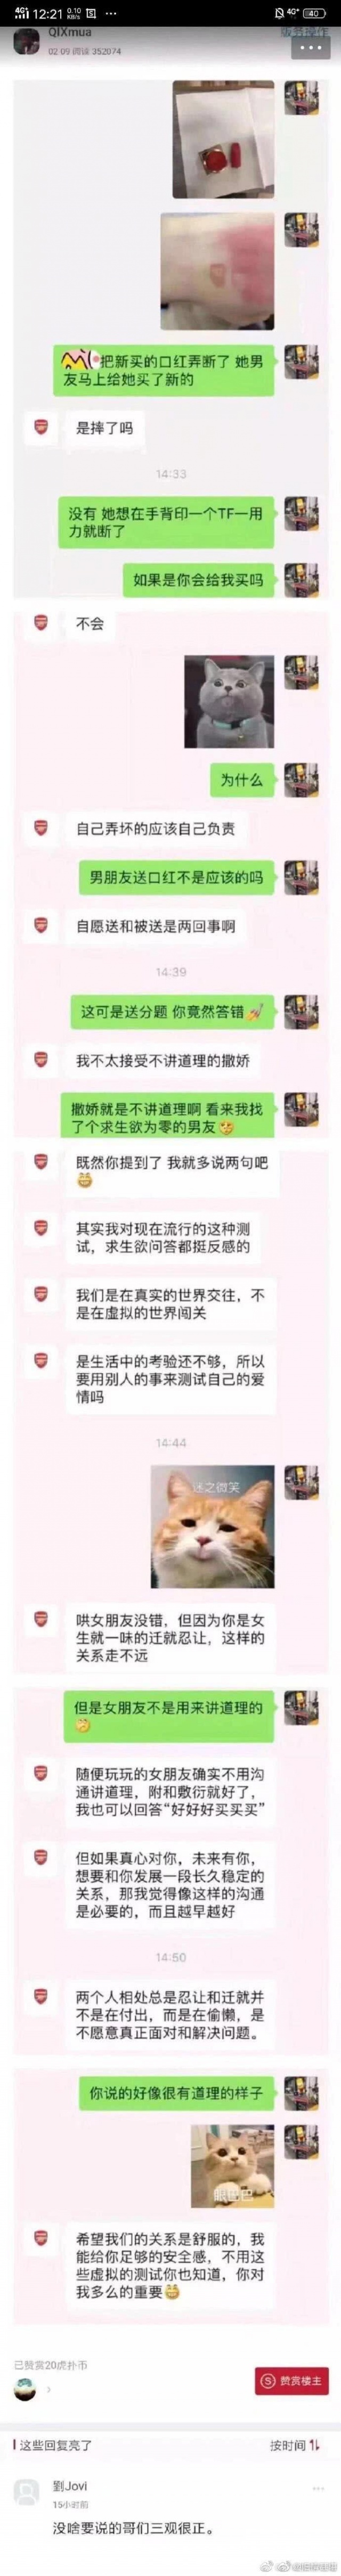 4G+ 12:21 0.10 KB/s
4G+ 40
QIXmua
02-09 阅读 352074
把新买的口红弄断了 她男
友马上给她买了新的
是摔了吗
14:33
没有 她想在手背印一个TF一用
力就断了
如果是你会给我买吗
不会
为什么
自己弄坏的应该自己负责
男朋友送口红不是应该的吗
自愿送和被送是两回事啊
14:39
这可是送分题 你竟然答错
我不太接受不讲道理的撒娇
撒娇就是不讲道理啊 看来我找
了个求生欲为零的男友
既然你提到了 我就多说两句吧
其实我对现在流行的这种测
试，求生欲问答都挺反感的
我们是在真实的世界交往，不
是在虚拟的世界闯关
是生活中的考验还不够，所以
要用别人的事来测试自己的爱
情吗
14:44
迷之微笑
哄女朋友没错，但因为你是女
生就一味的迁就忍让，这样的
关系走不远
但是女朋友不是用来讲道理的
随便玩玩的女朋友确实不用沟
通讲道理，附和敷衍就好了，
我也可以回答“好好好买买买”
但如果真心对你，未来有你，
想要和你发展一段长久稳定的
关系，那我觉得像这样的沟通
是必要的，而且越早越好
14:50
两个人相处总是忍让和迁就并
不是在付出，而是在偷懒，是
不愿意真正面对和解决问题。
你说的好像很有道理的样子
眼巴巴
希望我们的关系是舒服的，我
能给你足够的安全感，不用这
些虚拟的测试你也知道，你对
我多么的重要
已赞赏20虎扑币
赞赏楼主
这些回复亮了
按时间
劉Jovi
15小时前
没啥要说的哥们三观很正。